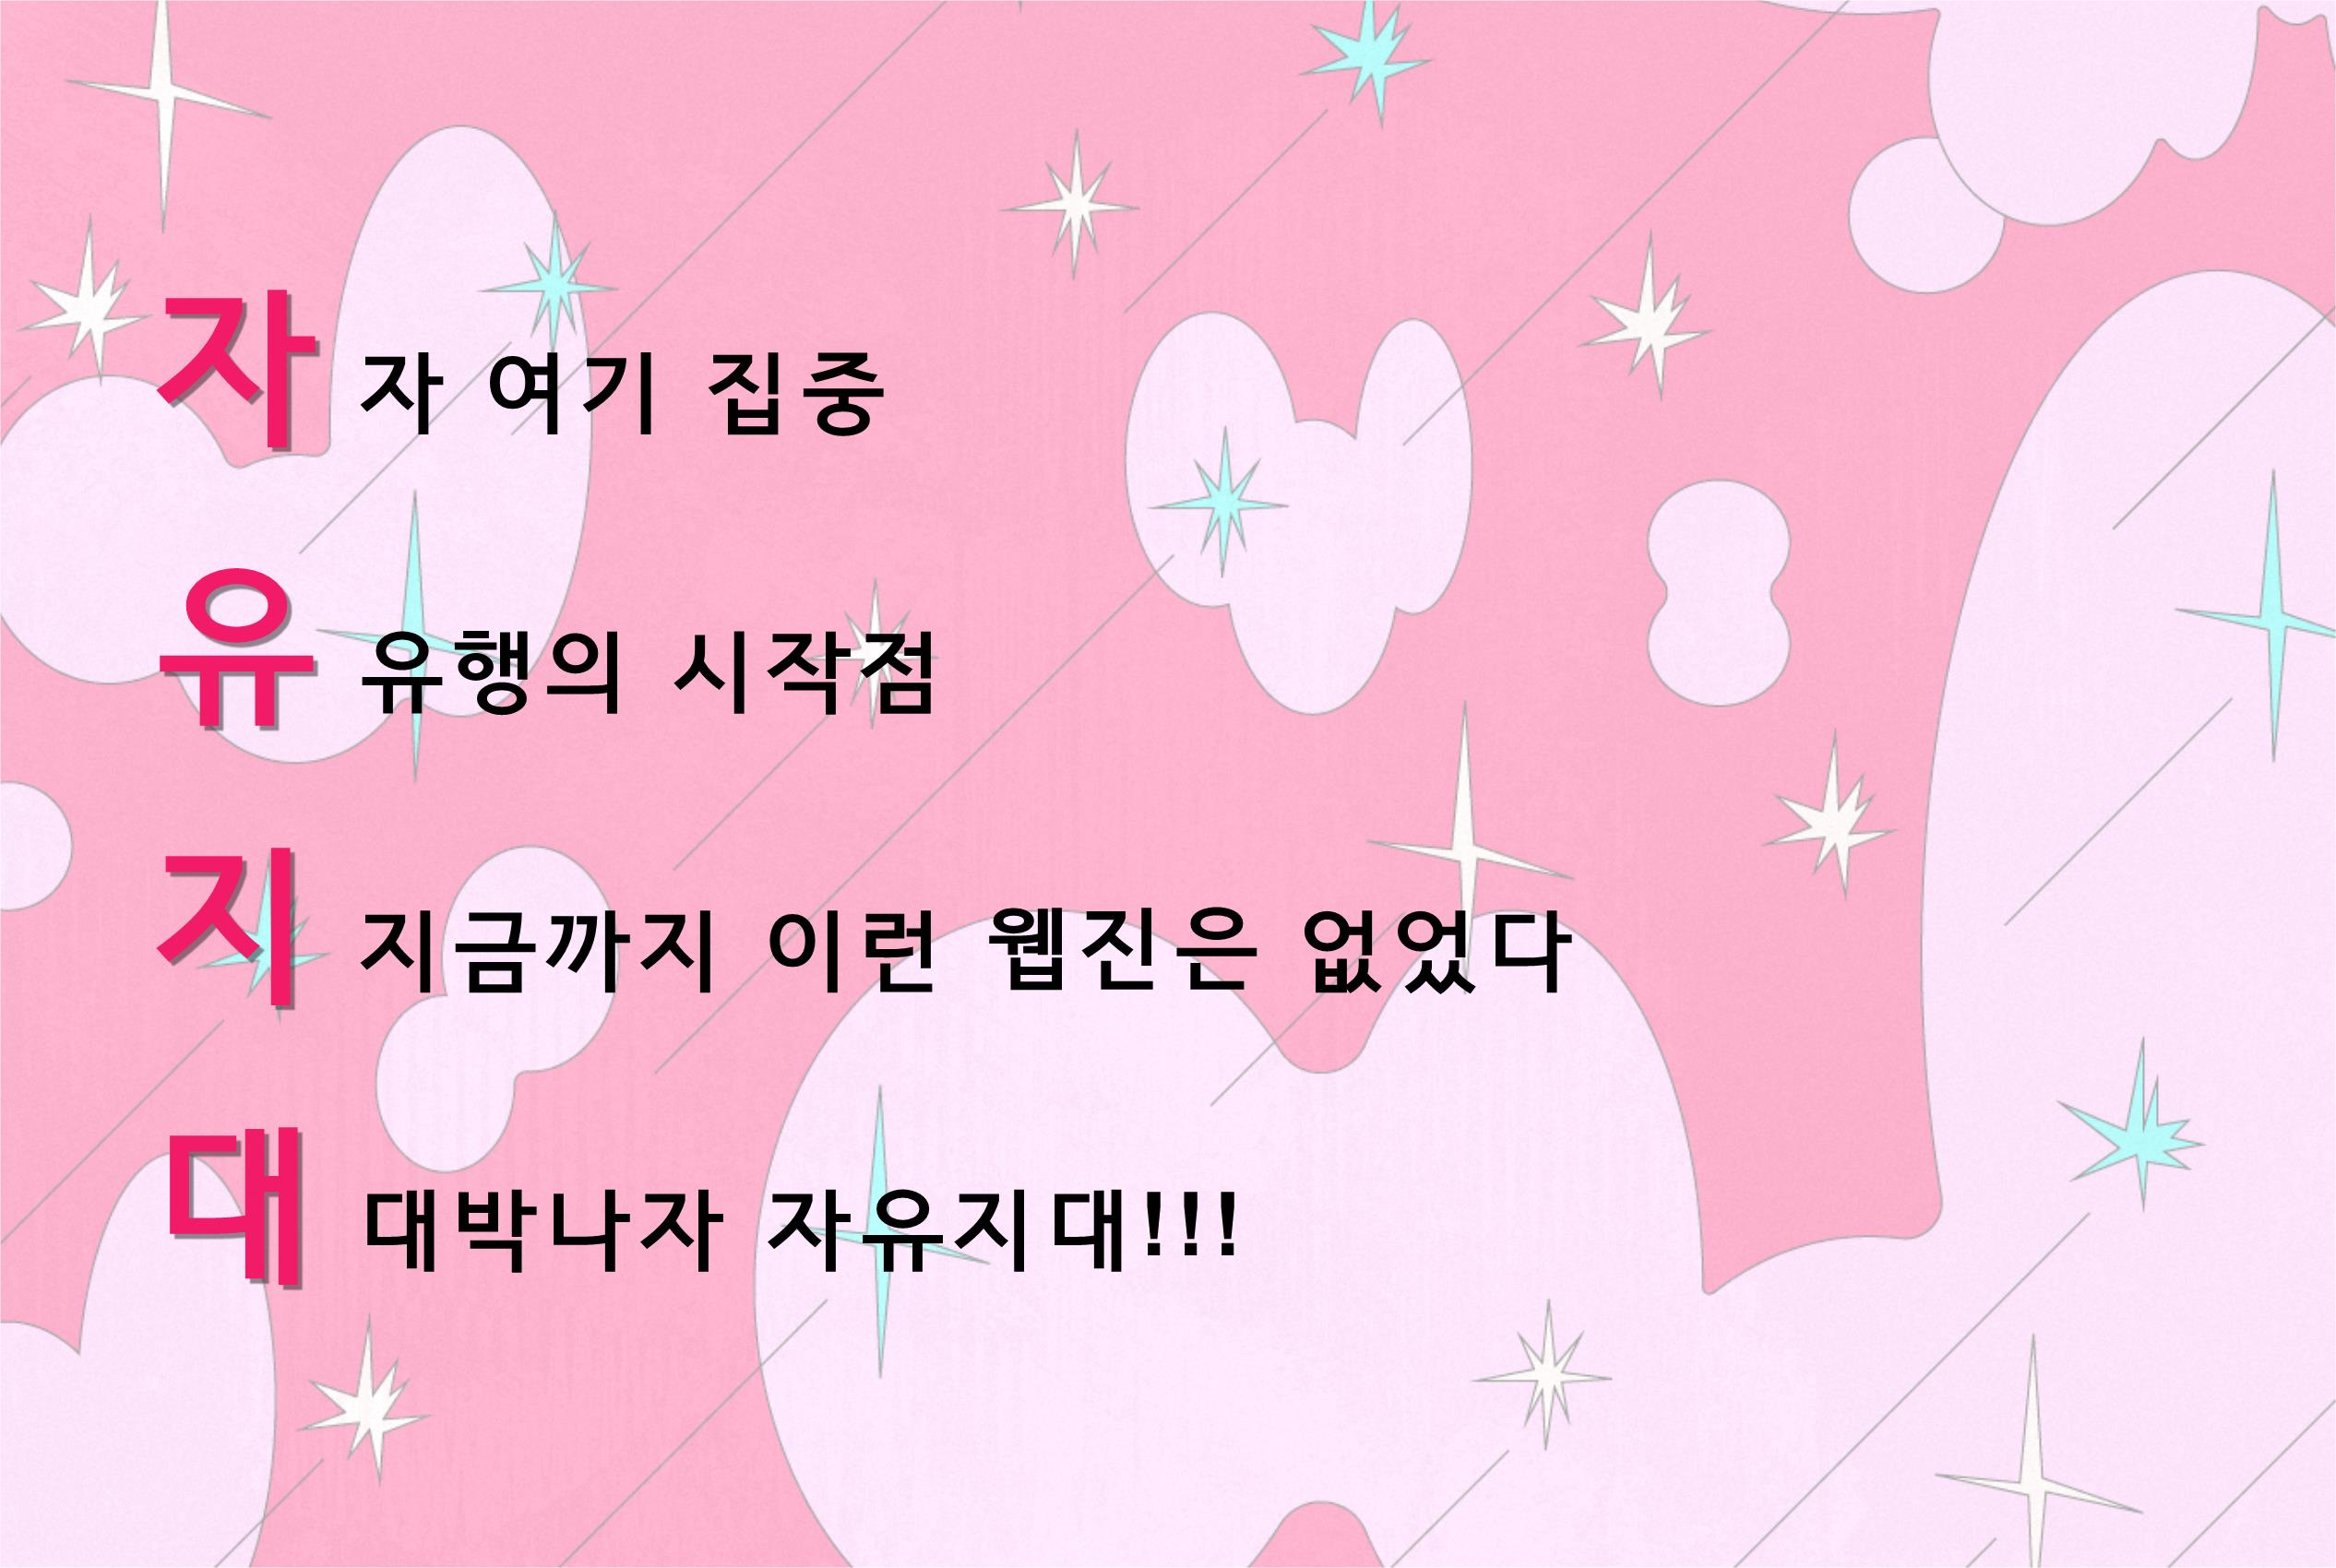 자 자 여기 집중
유 유행의 시작점
지 지금까지 이런 웹진은 없었다
대 대박나자 자유지대!!!